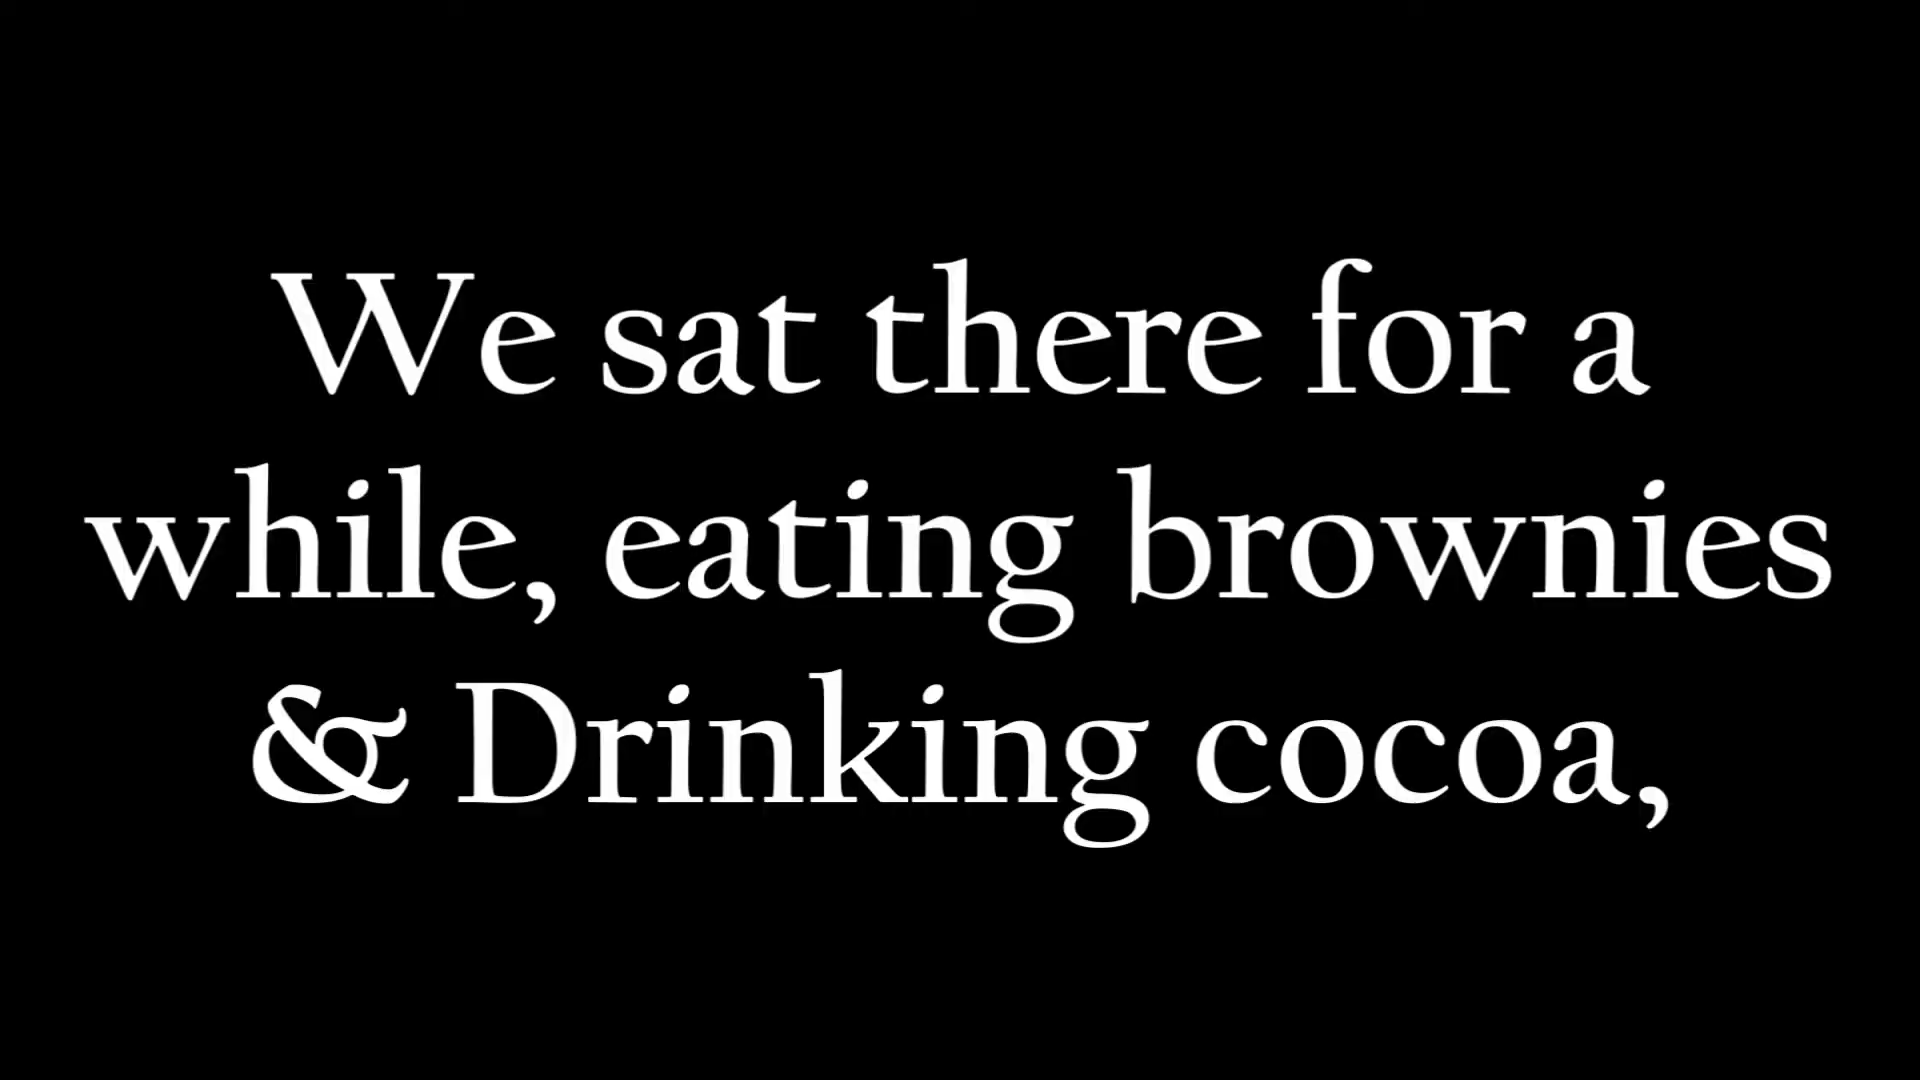 We sat there for a
while, eating brownies
& Drinking cocoa,